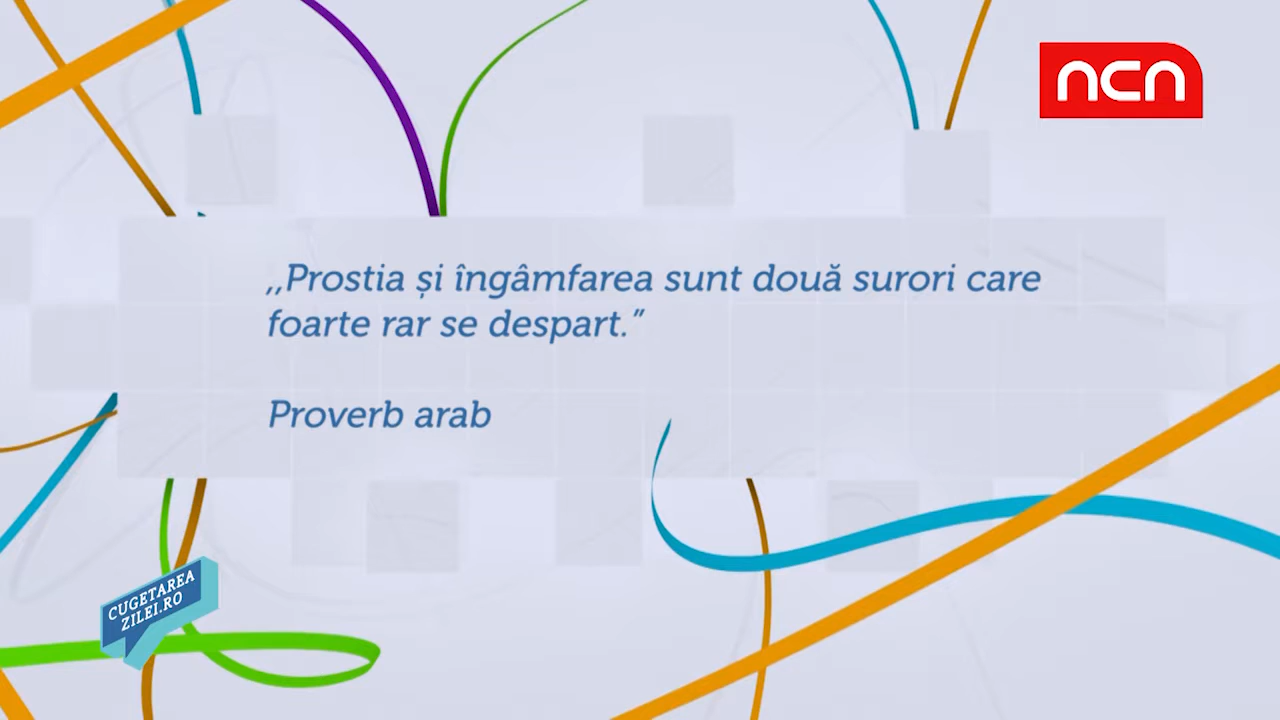 ncn
,,Prostia și îngâmfarea sunt două surori care
foarte rar se despart.”
Proverb arab
CUGETAREA
ZILEI.RO